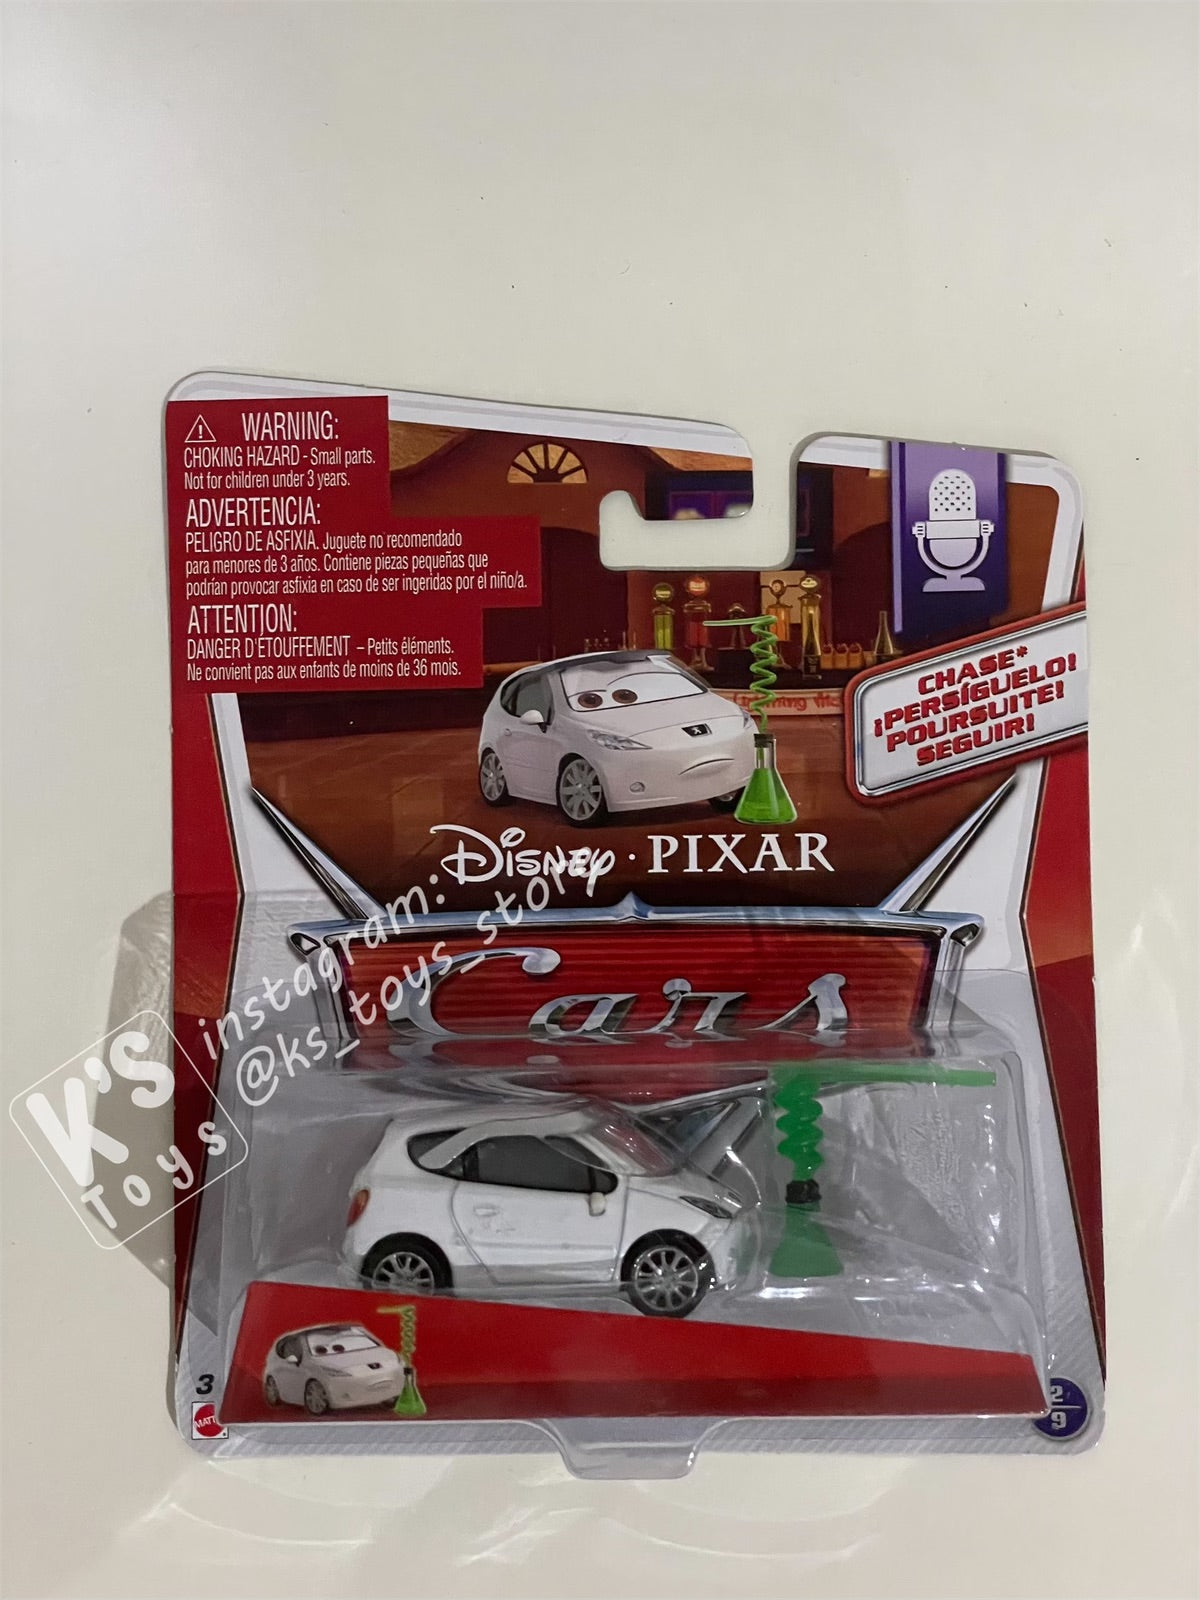 WARNING:
CHOKING HAZARD - Small parts.
Not for children under 3 years.
ADVERTENCIA:
PELIGRO DE ASFIXIA. Juguete no recomendado
para menores de 3 años. Contiene piezas pequeñas que
podrían provocar asfixia en caso de ser ingeridas por el niño/a.
ATTENTION:
DANGER D'ÉTOUFFEMENT – Petits éléments.
Ne convient pas aux enfants de moins de 36 mois.
CHASE*
¡PERSÍGUELO!
POURSUITE!
SEGUIR!
Disney · PIXAR
Cars
instagram:
@ks_toys_story
K'S
Toys
3
2
9